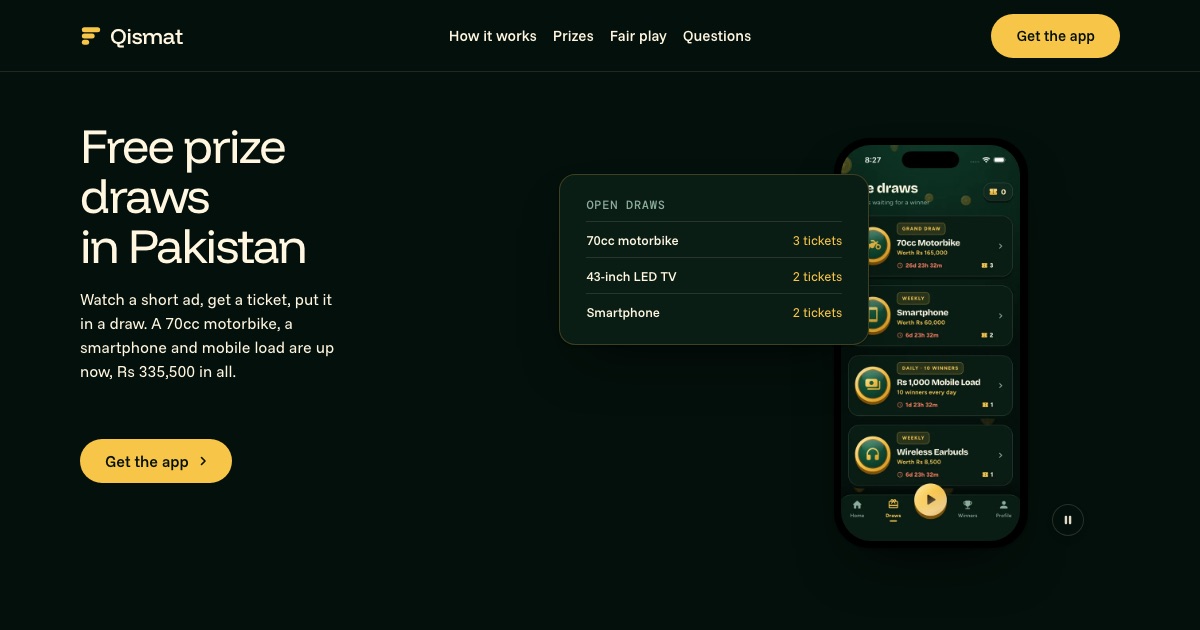 Qismat
How it works Prizes Fair play Questions
Get the app
Free prize
draws
in Pakistan
Watch a short ad, get a ticket, put it
in a draw. A 70cc motorbike, a
smartphone and mobile load are up
now, Rs 335,500 in all.
Get the app
OPEN DRAWS
70cc motorbike 3 tickets
43-inch LED TV 2 tickets
Smartphone 2 tickets
8:27
draws
waiting for a winner
0
GRAND DRAW
70cc Motorbike
Worth Rs 165,000
26d 23h 32m 3
WEEKLY
Smartphone
Worth Rs 60,000
6d 23h 32m 2
DAILY · 10 WINNERS
Rs 1,000 Mobile Load
10 winners every day
1d 23h 32m 1
WEEKLY
Wireless Earbuds
Worth Rs 8,500
6d 23h 32m 1
Home Draws Winners Profile